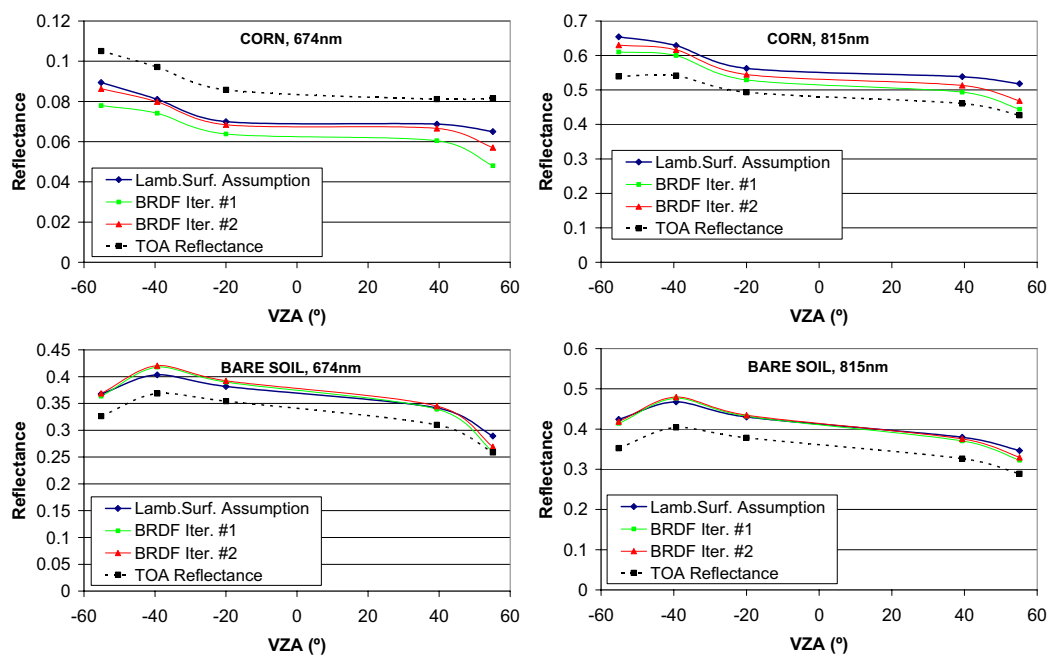 CORN, 674nm
Reflectance
0.12
0.1
0.08
0.06
0.04
0.02
0
Lamb.Surf. Assumption
BRDF Iter. #1
BRDF Iter. #2
TOA Reflectance
-60 -40 -20 0 20 40 60
VZA (º)
CORN, 815nm
Reflectance
0.7
0.6
0.5
0.4
0.3
0.2
0.1
0
Lamb.Surf. Assumption
BRDF Iter. #1
BRDF Iter. #2
TOA Reflectance
-60 -40 -20 0 20 40 60
VZA (º)
BARE SOIL, 674nm
Reflectance
0.45
0.4
0.35
0.3
0.25
0.2
0.15
0.1
0.05
0
Lamb.Surf. Assumption
BRDF Iter. #1
BRDF Iter. #2
TOA Reflectance
-60 -40 -20 0 20 40 60
VZA (º)
BARE SOIL, 815nm
Reflectance
0.6
0.5
0.4
0.3
0.2
0.1
0
Lamb.Surf. Assumption
BRDF Iter. #1
BRDF Iter. #2
TOA Reflectance
-60 -40 -20 0 20 40 60
VZA (º)